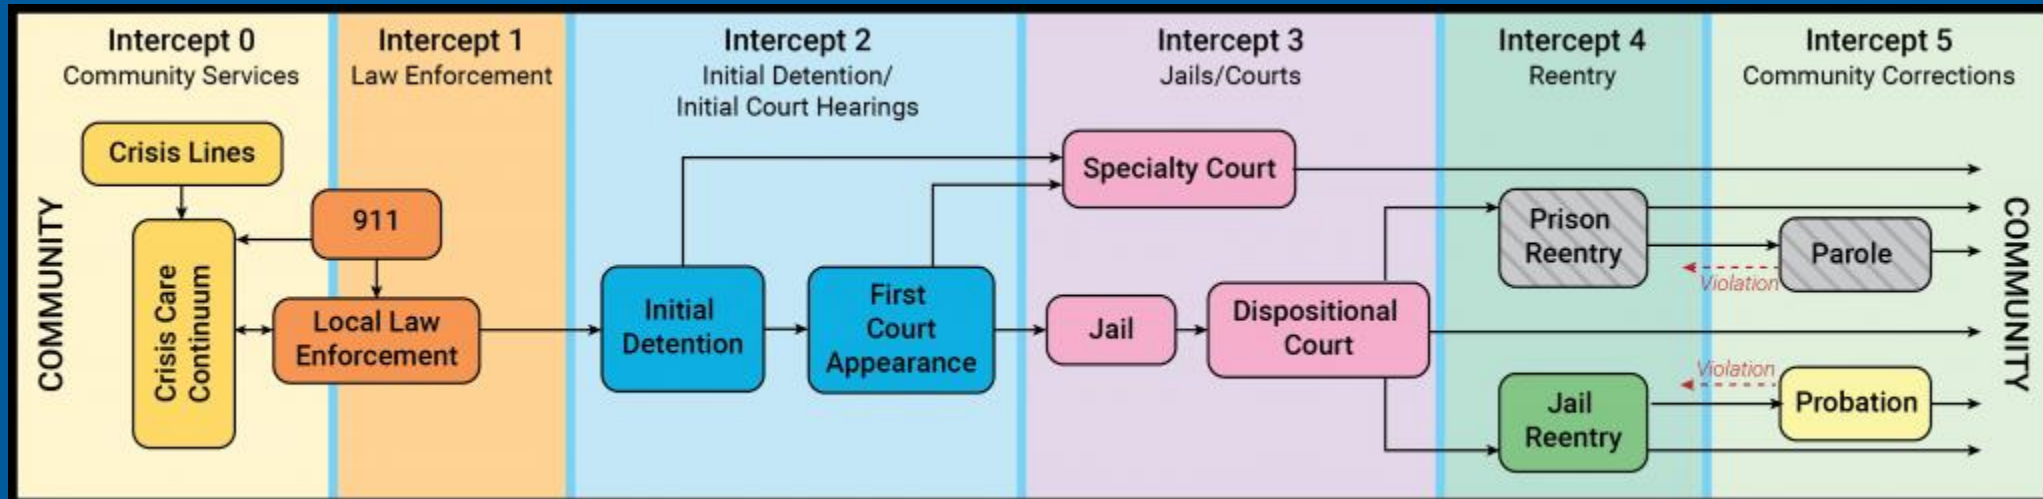 Intercept 0
Community Services
Intercept 1
Law Enforcement
Intercept 2
Initial Detention/
Initial Court Hearings
Intercept 3
Jails/Courts
Intercept 4
Reentry
Intercept 5
Community Corrections
COMMUNITY
Crisis Lines
Crisis Care
Continuum
911
Local Law
Enforcement
Initial
Detention
First
Court
Appearance
Specialty Court
Jail
Dispositional
Court
Prison
Reentry
Jail
Reentry
Parole
Violation
Violation
Probation
COMMUNITY